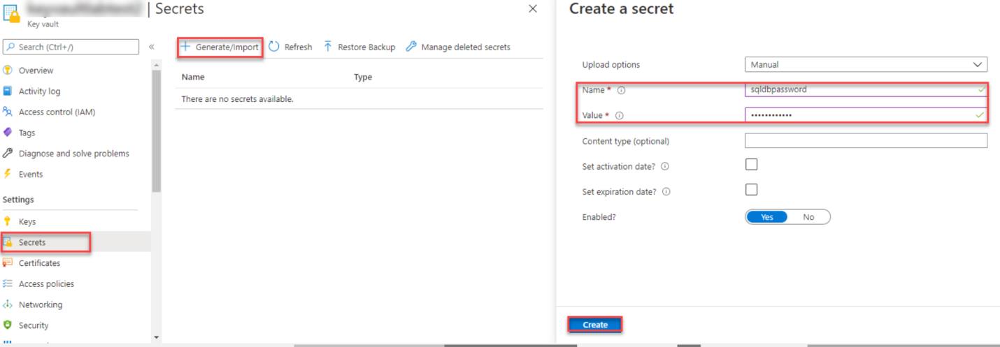 | Secrets
Key vault
Search (Ctrl+/)
«
Overview
Activity log
Access control (IAM)
Tags
Diagnose and solve problems
Events
Settings
Keys
Secrets
Certificates
Access policies
Networking
Security
Generate/Import
Refresh
Restore Backup
Manage deleted secrets
Name Type
There are no secrets available.
Create a secret
Upload options Manual
Name * sqldbpassword
Value * ••••••••••••
Content type (optional)
Set activation date?
Set expiration date?
Enabled? Yes No
Create